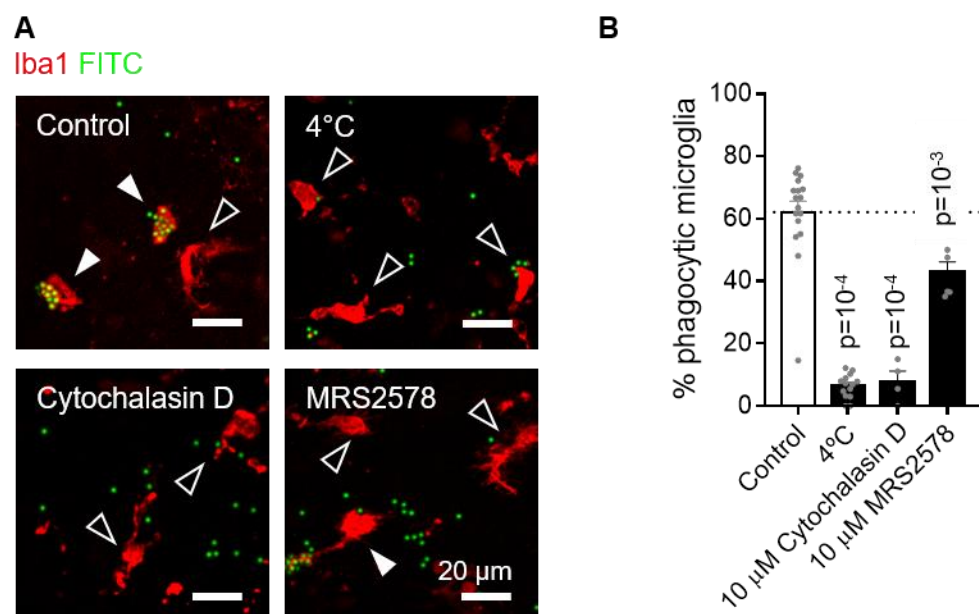 A
Iba1 FITC
Control
4°C
Cytochalasin D
MRS2578
20 µm
B
% phagocytic microglia
100
80
60
40
20
0
p=10-4
p=10-4
p=10-3
Control
4ºC
10 µM Cytochalasin D
10 µM MRS2578